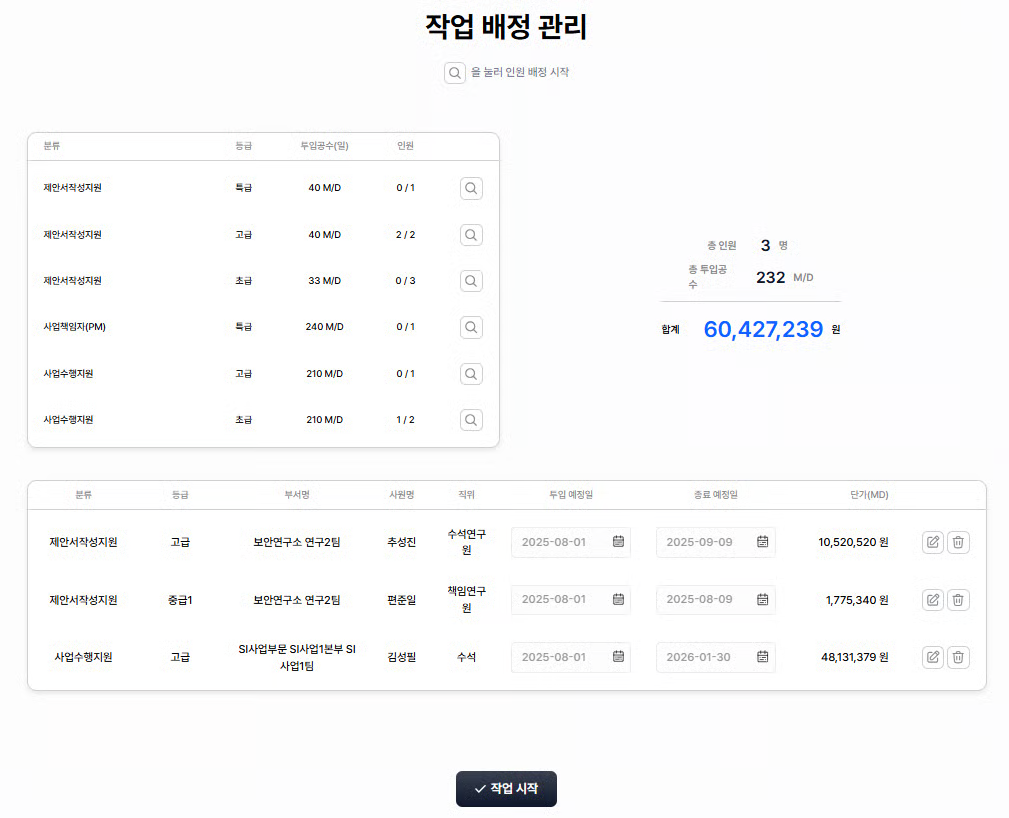 작업 배정 관리
을 눌러 인원 배정 시작
분류 등급 투입공수(일) 인원
제안서작성지원 특급 40 M/D 0 / 1
제안서작성지원 고급 40 M/D 2 / 2
제안서작성지원 초급 33 M/D 0 / 3
사업책임자(PM) 특급 240 M/D 0 / 1
사업수행지원 고급 210 M/D 0 / 1
사업수행지원 초급 210 M/D 1 / 2
총 인원 3 명
총 투입공
수 232 M/D
합계 60,427,239 원
분류 등급 부서명 사원명 직위 투입 예정일 종료 예정일 단가(MD)
제안서작성지원 고급 보안연구소 연구2팀 추성진 수석연구
원 2025-08-01 2025-09-09 10,520,520 원
제안서작성지원 중급1 보안연구소 연구2팀 편준일 책임연구
원 2025-08-01 2025-08-09 1,775,340 원
사업수행지원 고급 SI사업부문 SI사업1본부 SI
사업1팀 김성필 수석 2025-08-01 2026-01-30 48,131,379 원
작업 시작